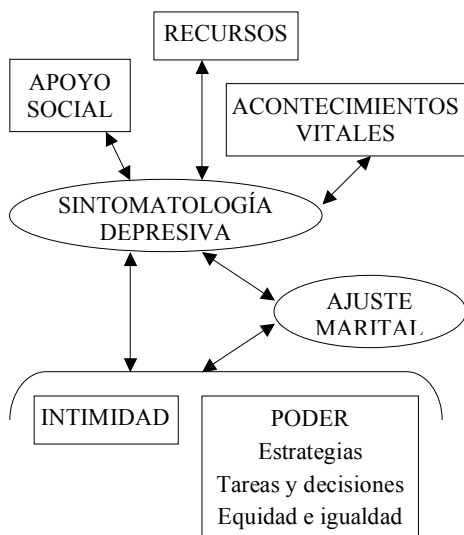 RECURSOS
APOYO
SOCIAL
ACONTECIMIENTOS
VITALES
SINTOMATOLOGÍA
DEPRESIVA
AJUSTE
MARITAL
INTIMIDAD
PODER
Estrategias
Tareas y decisiones
Equidad e igualdad